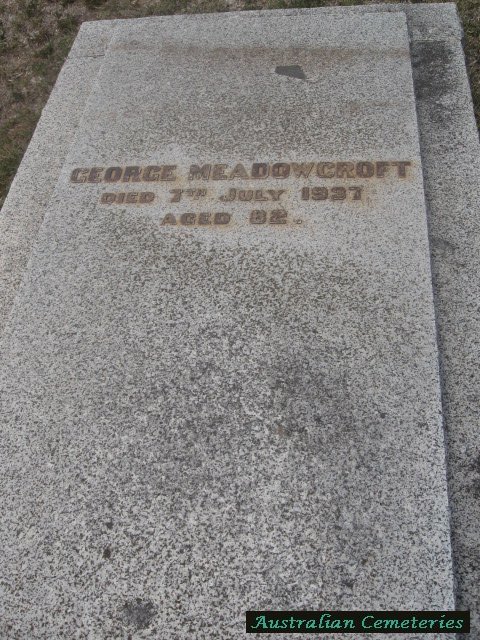 GEORGE MEADOWCROFT
DIED 7TH JULY 1937
AGED 82.
Australian Cemeteries